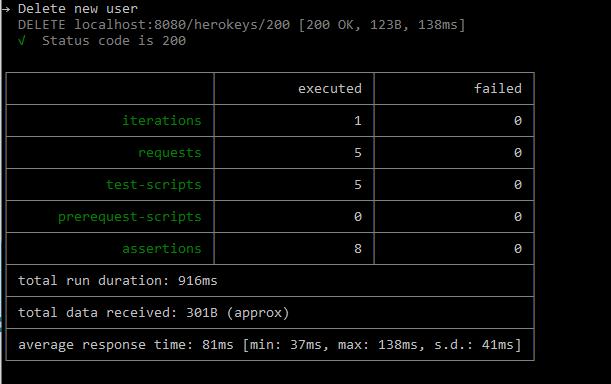 → Delete new user
DELETE localhost:8080/herokeys/200 [200 OK, 123B, 138ms]
√ Status code is 200
executed failed
iterations 1 0
requests 5 0
test-scripts 5 0
prerequest-scripts 0 0
assertions 8 0
total run duration: 916ms
total data received: 301B (approx)
average response time: 81ms [min: 37ms, max: 138ms, s.d.: 41ms]